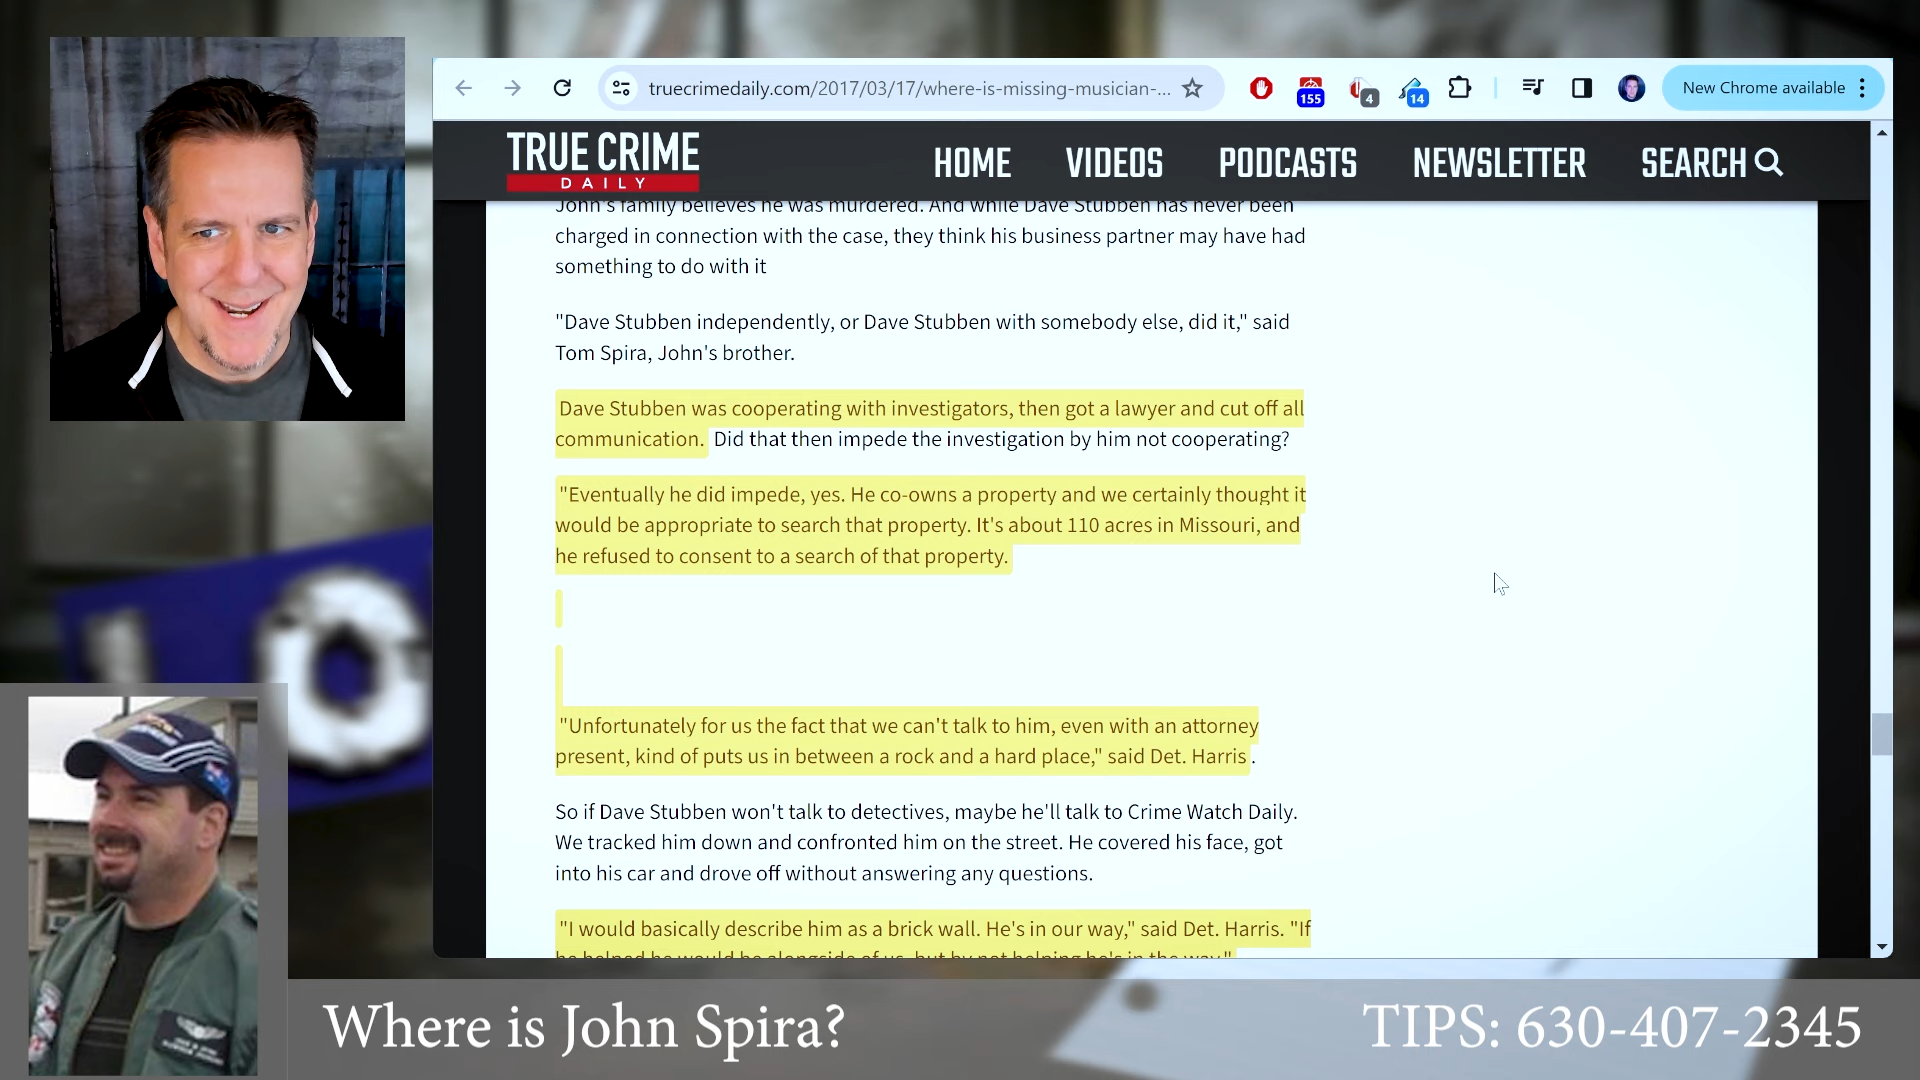 truecrimedaily.com/2017/03/17/where-is-missing-musician-...
155
4
14
New Chrome available
TRUE CRIME
DAILY
HOME
VIDEOS
PODCASTS
NEWSLETTER
SEARCH
John's family believes he was murdered. And while Dave Stubben has never been
charged in connection with the case, they think his business partner may have had
something to do with it
"Dave Stubben independently, or Dave Stubben with somebody else, did it," said
Tom Spira, John's brother.
Dave Stubben was cooperating with investigators, then got a lawyer and cut off all
communication. Did that then impede the investigation by him not cooperating?
"Eventually he did impede, yes. He co-owns a property and we certainly thought it
would be appropriate to search that property. It's about 110 acres in Missouri, and
he refused to consent to a search of that property.
"Unfortunately for us the fact that we can't talk to him, even with an attorney
present, kind of puts us in between a rock and a hard place," said Det. Harris.
So if Dave Stubben won't talk to detectives, maybe he'll talk to Crime Watch Daily.
We tracked him down and confronted him on the street. He covered his face, got
into his car and drove off without answering any questions.
"I would basically describe him as a brick wall. He's in our way," said Det. Harris. "If
he helped he would be alongside of us, but by not helping he's in the way."
Where is John Spira?
TIPS: 630-407-2345